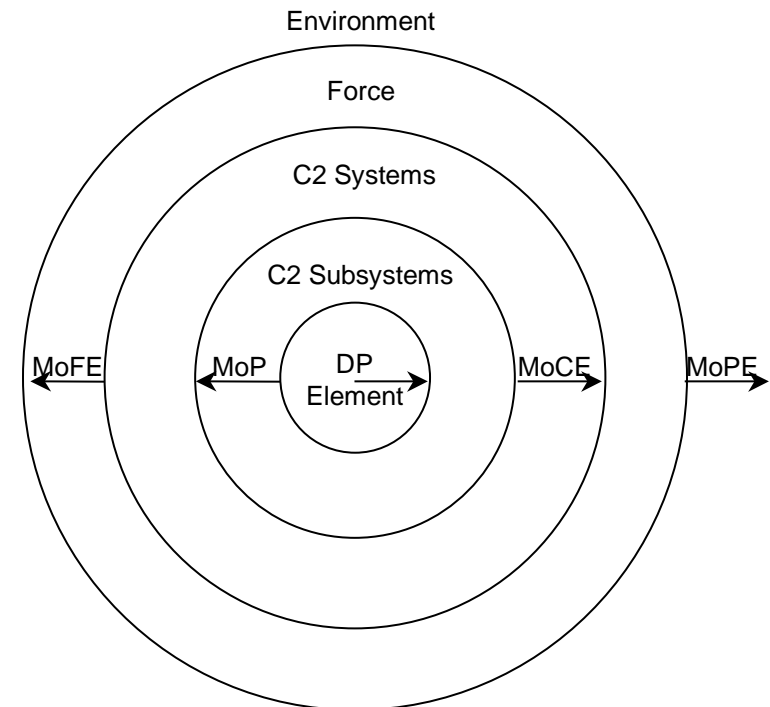 Environment
Force
C2 Systems
C2 Subsystems
MoFE
MoP
DP
Element
MoCE
MoPE